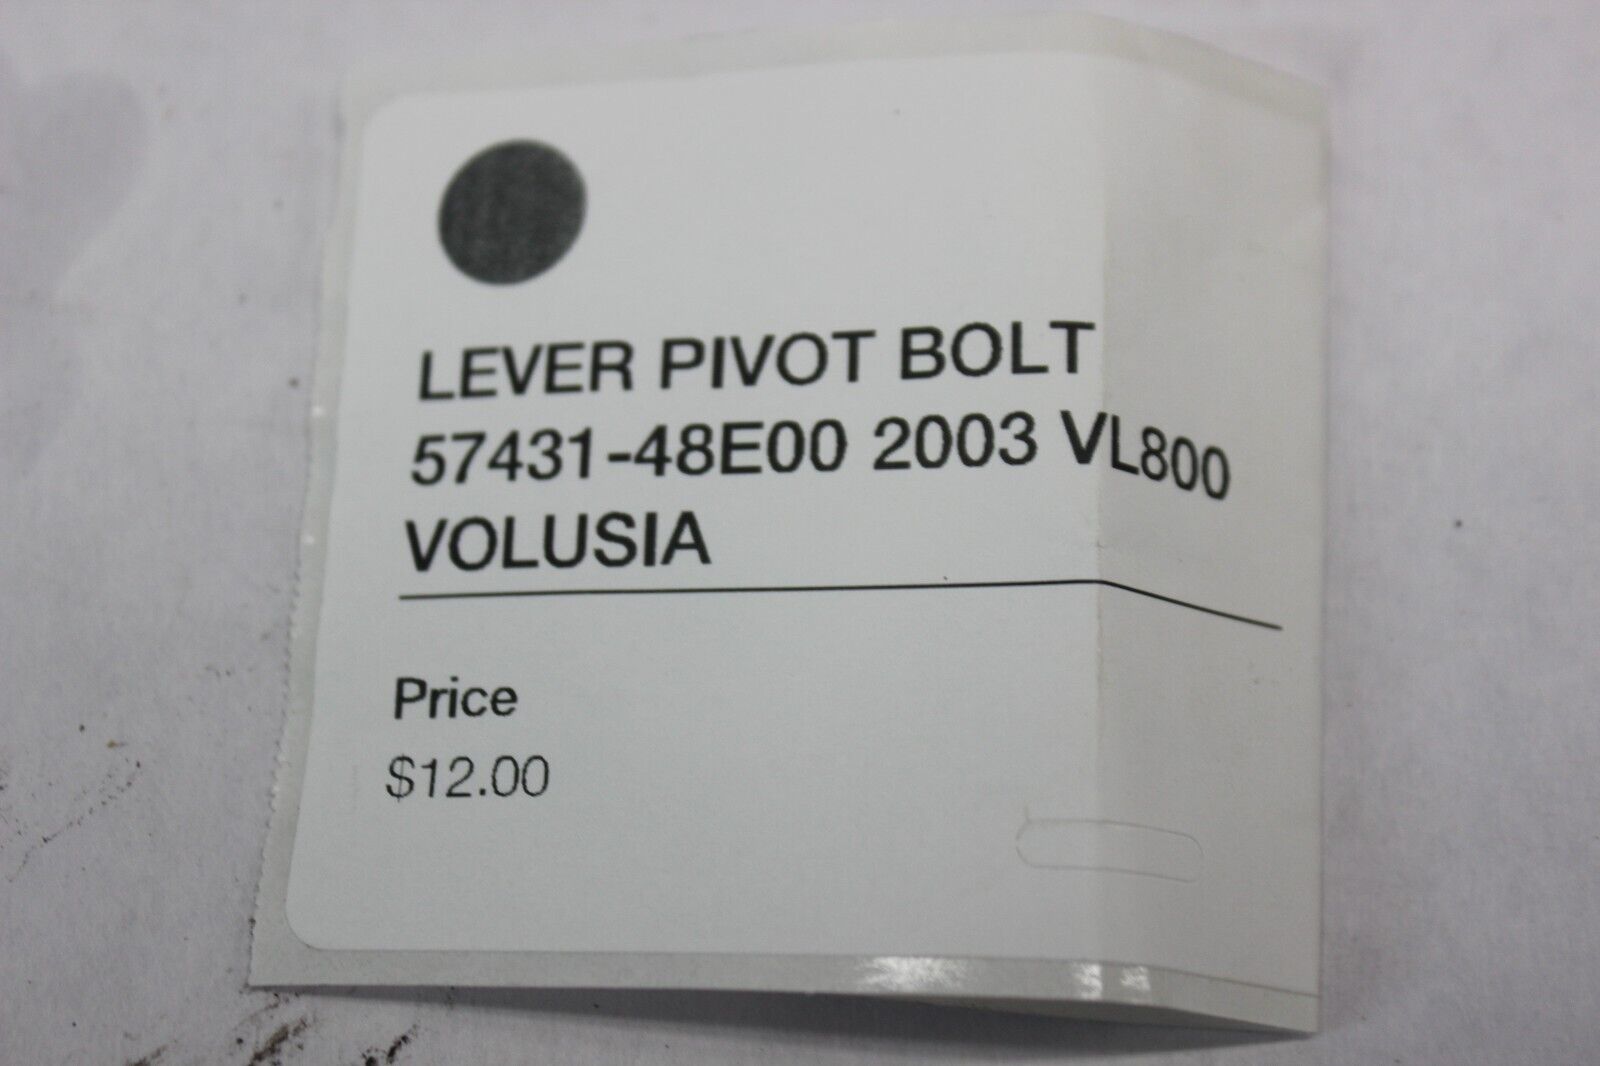 LEVER PIVOT BOLT
57431-48E00 2003 VL800
VOLUSIA
Price
$12.00